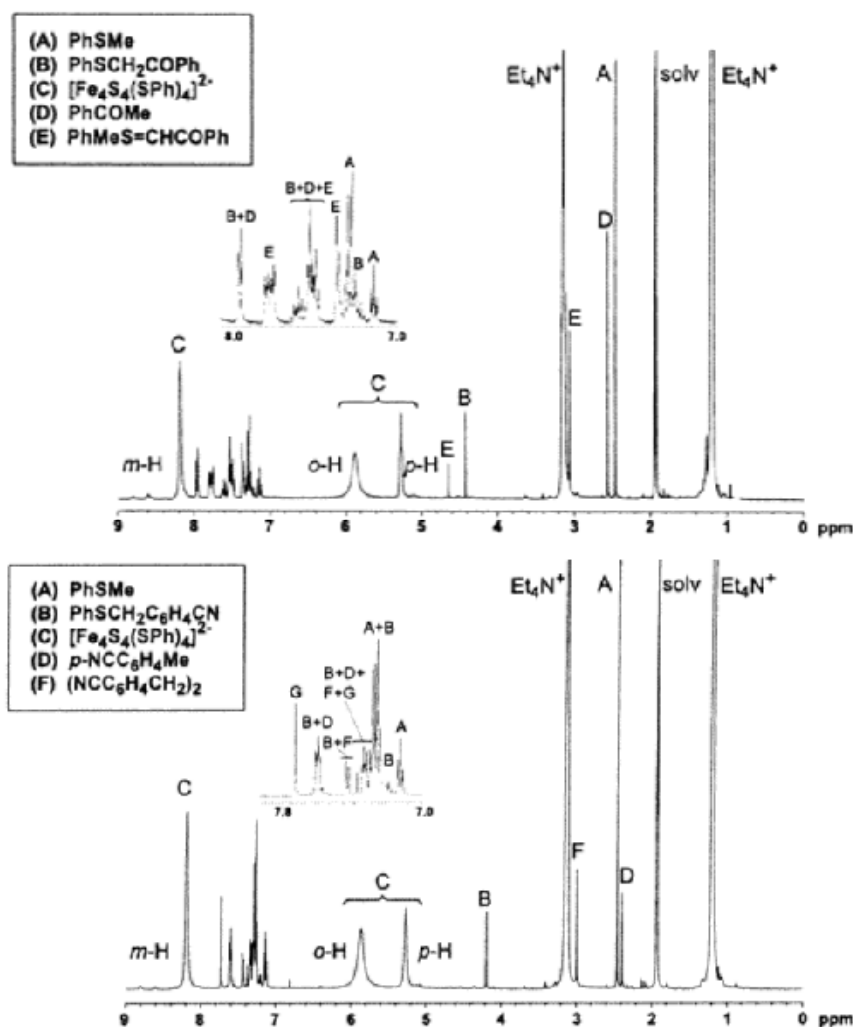 (A) PhSMe
(B) PhSCH₂COPh
(C) [Fe₄S₄(SPh)₄]²⁻
(D) PhCOMe
(E) PhMeS=CHCOPh
Et₄N⁺ A solv Et₄N⁺
A
B+D+E
B+D E
E B A
D
8.0 7.0
C E
C B
m-H o-H p-H E
9 8 7 6 5 4 3 2 1 0 ppm
(A) PhSMe
(B) PhSCH₂C₆H₄CN
(C) [Fe₄S₄(SPh)₄]²⁻
(D) p-NCC₆H₄Me
(F) (NCC₆H₄CH₂)₂
Et₄N⁺ A solv Et₄N⁺
A+B
B+D+
G F+G
B+D A
B+F B
7.8 7.0
C F
C B D
m-H o-H p-H
9 8 7 6 5 4 3 2 1 0 ppm